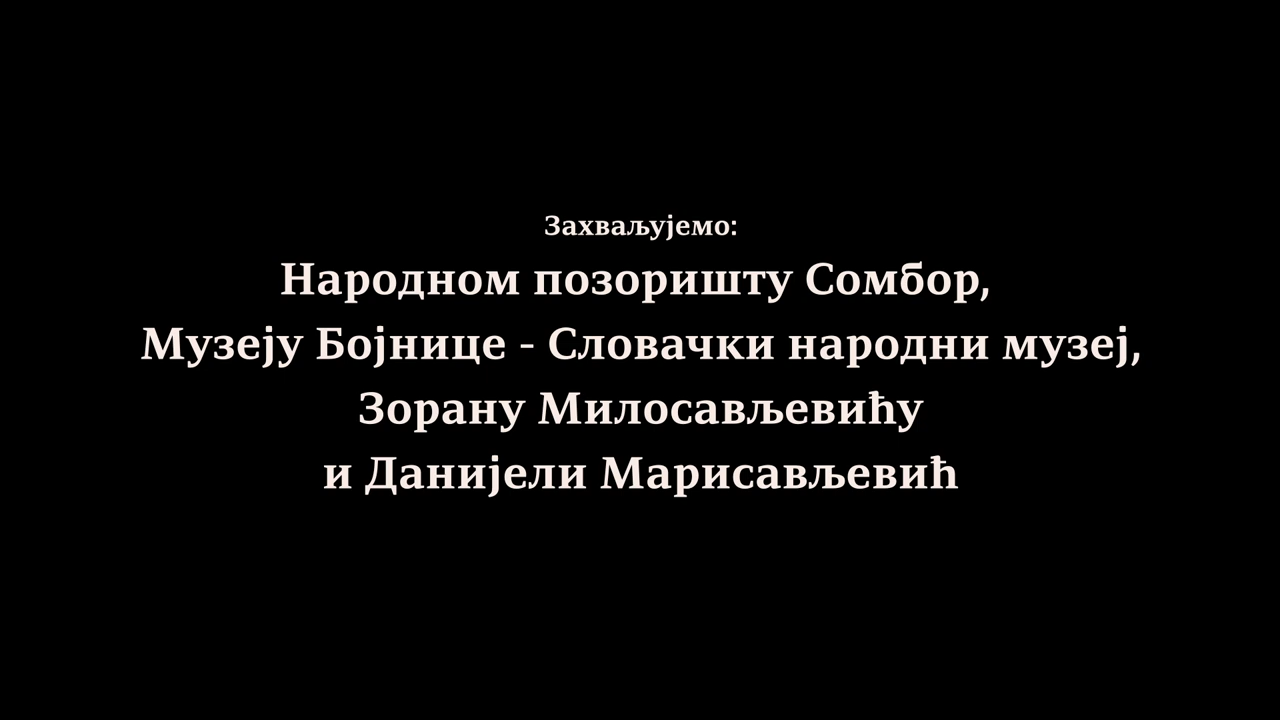 Захваљујемо:
Народном позоришту Сомбор,
Музеју Бојнице - Словачки народни музеј,
Зорану Милосављевићу
и Данијели Марисављевић